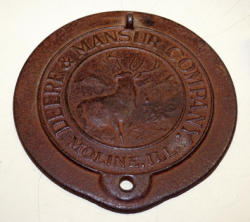 DEERE & MANSUR COMPANY,
MOLINE, ILL.